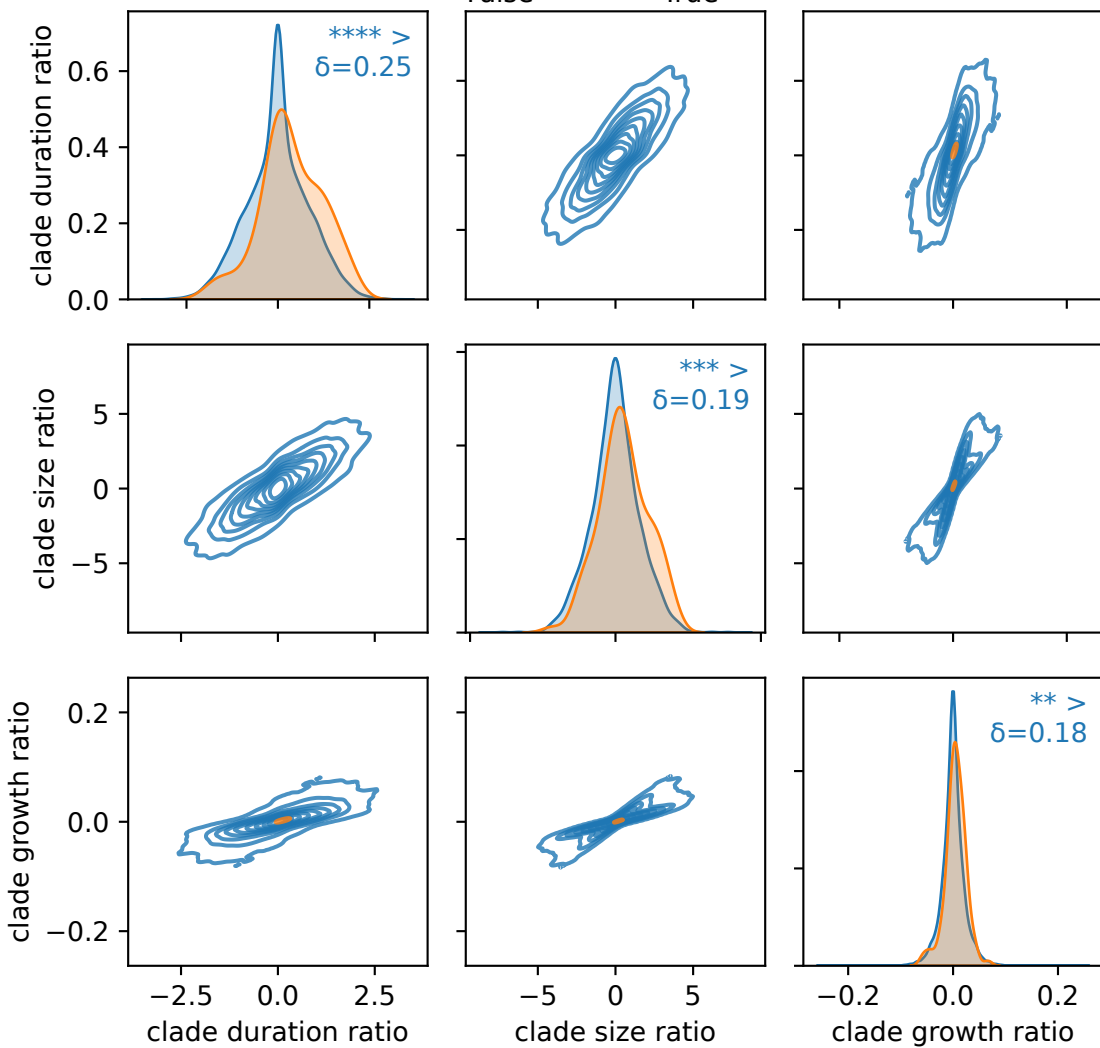 clade duration ratio
0.6
0.4
0.2
0.0
**** >
δ=0.25
clade size ratio
5
0
−5
*** >
δ=0.19
clade growth ratio
0.2
0.0
−0.2
** >
δ=0.18
−2.5 0.0 2.5
−5 0 5
−0.2 0.0 0.2
clade duration ratio
clade size ratio
clade growth ratio